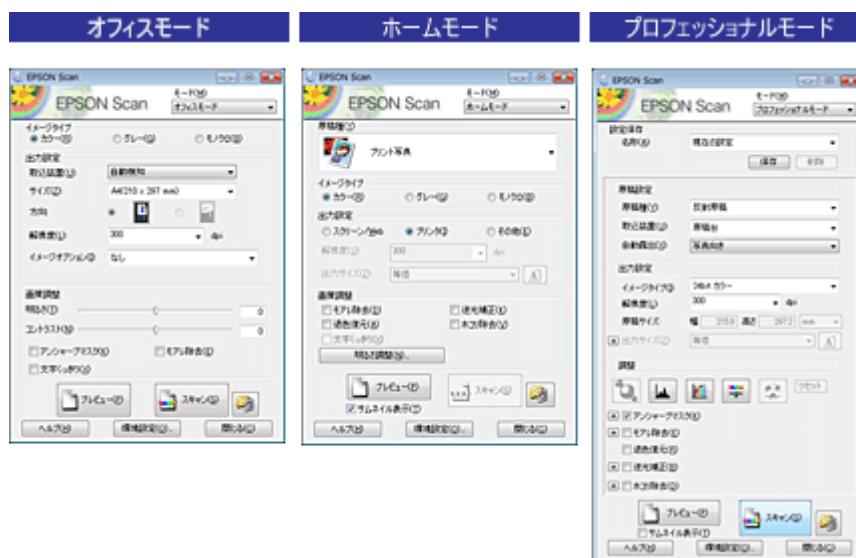 オフィスモード
EPSON Scan
モード(M)
EPSON Scan
オフィスモード
イメージタイプ
カラー(B)
グレー(G)
モノクロ(B)
出力設定
取込装置(U)
自動検知
サイズ(Z)
A4(210 x 297 mm)
方向
解像度(L)
300
dpi
イメージオプション(I)
なし
画質調整
明るさ(T)
0
コントラスト(N)
0
アンシャープマスク(K)
モアレ除去(D)
文字くっきり(X)
プレビュー(P)
スキャン(S)
ヘルプ(H)
環境設定(O)...
閉じる(C)
ホームモード
EPSON Scan
モード(M)
EPSON Scan
ホームモード
原稿種(Y)
プリント写真
イメージタイプ
カラー(B)
グレー(G)
モノクロ(B)
出力設定
スクリーン/Web
プリンタ(I)
その他(E)
解像度(L)
300
dpi
出力サイズ(Z)
等倍
画質調整
モアレ除去(D)
逆光補正(K)
退色復元(R)
ホコリ除去(V)
文字くっきり(X)
明るさ調整(N)...
プレビュー(P)
スキャン(S)
サムネイル表示(T)
ヘルプ(H)
環境設定(O)...
閉じる(C)
プロフェッショナルモード
EPSON Scan
モード(M)
EPSON Scan
プロフェッショナルモード
設定保存
名称(A)
現在の設定
保存
削除
原稿設定
原稿種(Y)
反射原稿
取込装置(U)
原稿台
自動露出(X)
写真向き
出力設定
イメージタイプ(I)
24bit カラー
解像度(L)
300
dpi
原稿サイズ
幅
215.9
高さ
297.2
mm
出力サイズ(Z)
等倍
調整
リセット
アンシャープマスク(K)
モアレ除去(D)
退色復元(R)
逆光補正(K)
ホコリ除去(V)
プレビュー(P)
スキャン(S)
サムネイル表示(T)
ヘルプ(H)
環境設定(O)...
閉じる(C)